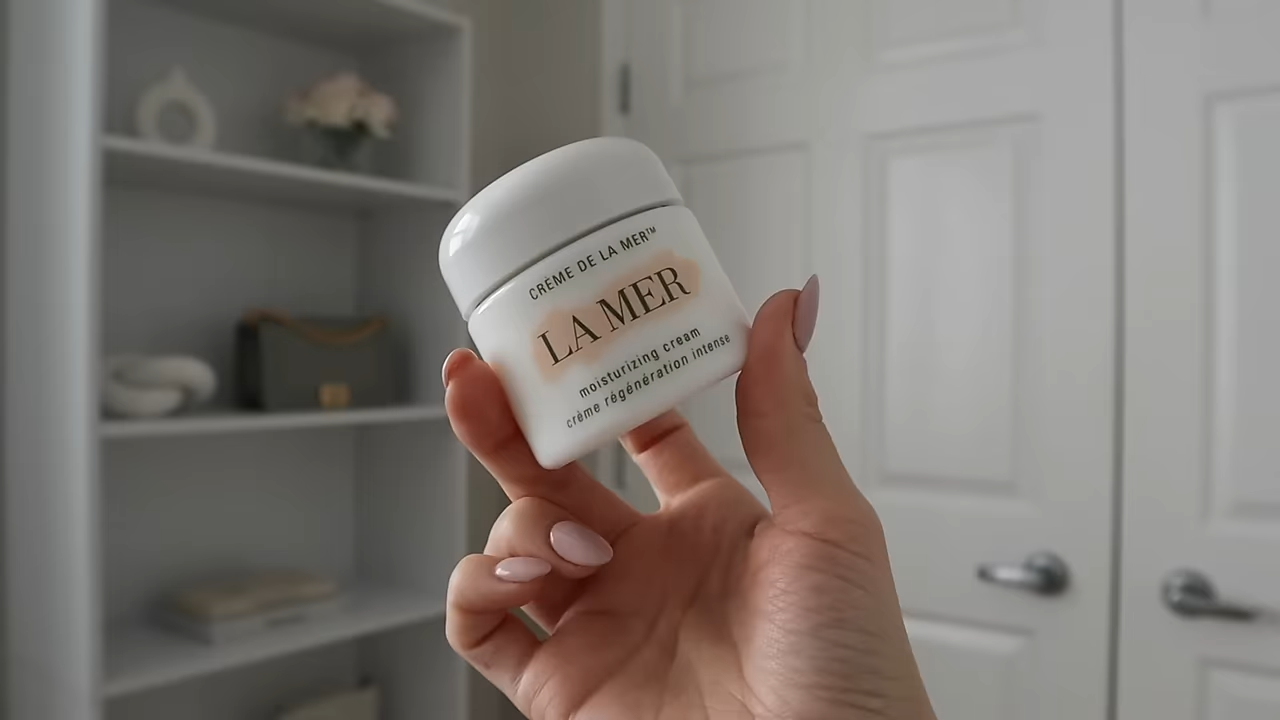 CRÈME DE LA MER™
LA MER
moisturizing cream
crème régénération intense